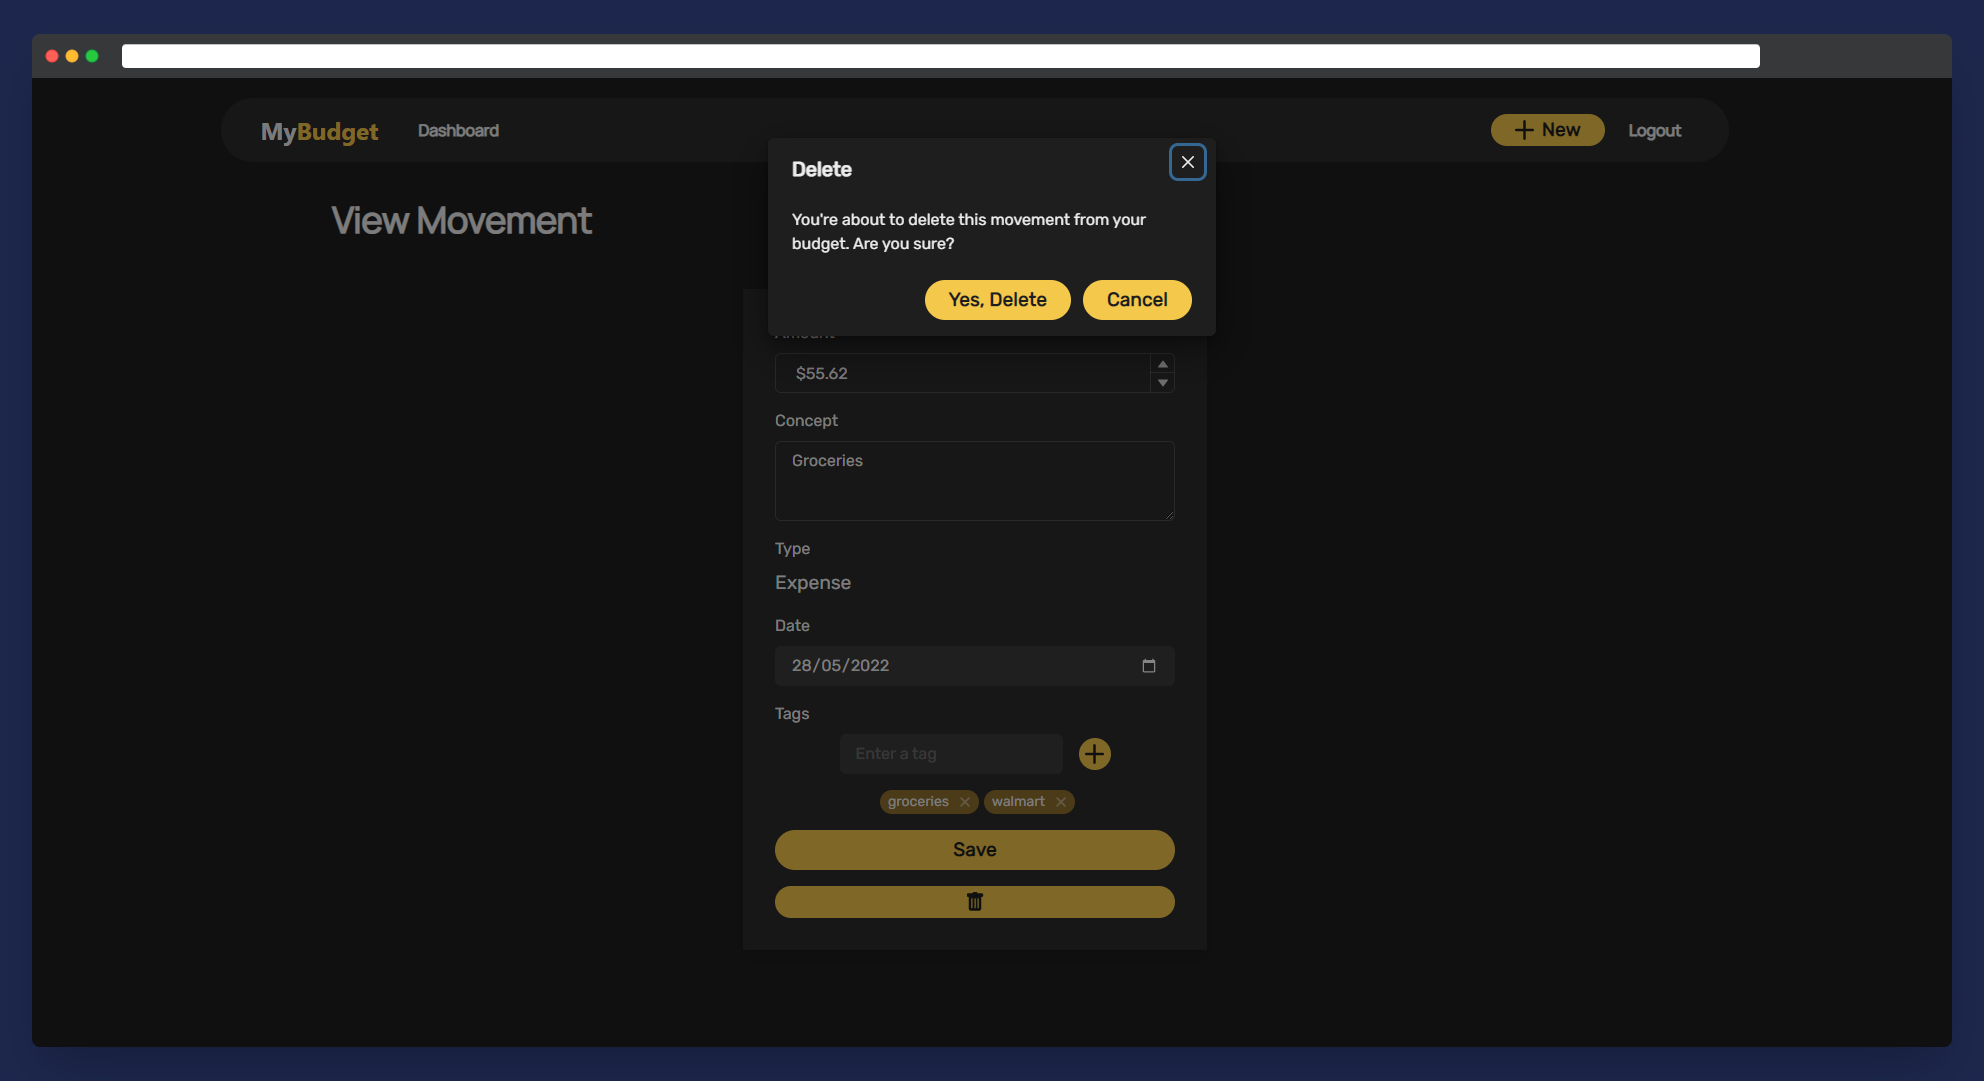 MyBudget
Dashboard
New
Logout
View Movement
Delete
You're about to delete this movement from your
budget. Are you sure?
Yes, Delete
Cancel
Amount
$55.62
Concept
Groceries
Type
Expense
Date
28/05/2022
Tags
Enter a tag
groceries
walmart
Save